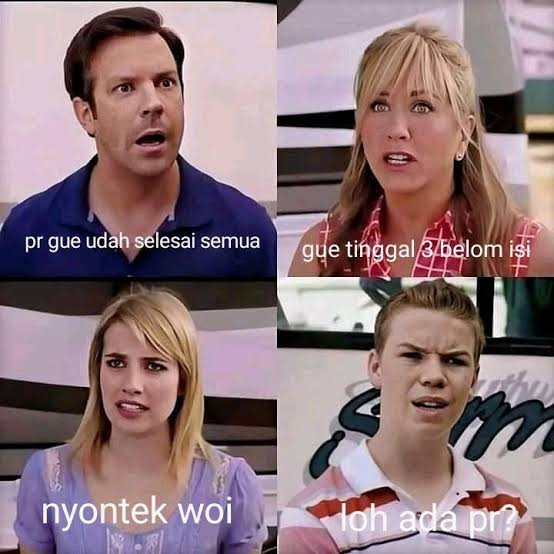 pr gue udah selesai semua
gue tinggal 3 belom isi
nyontek woi
loh ada pr?